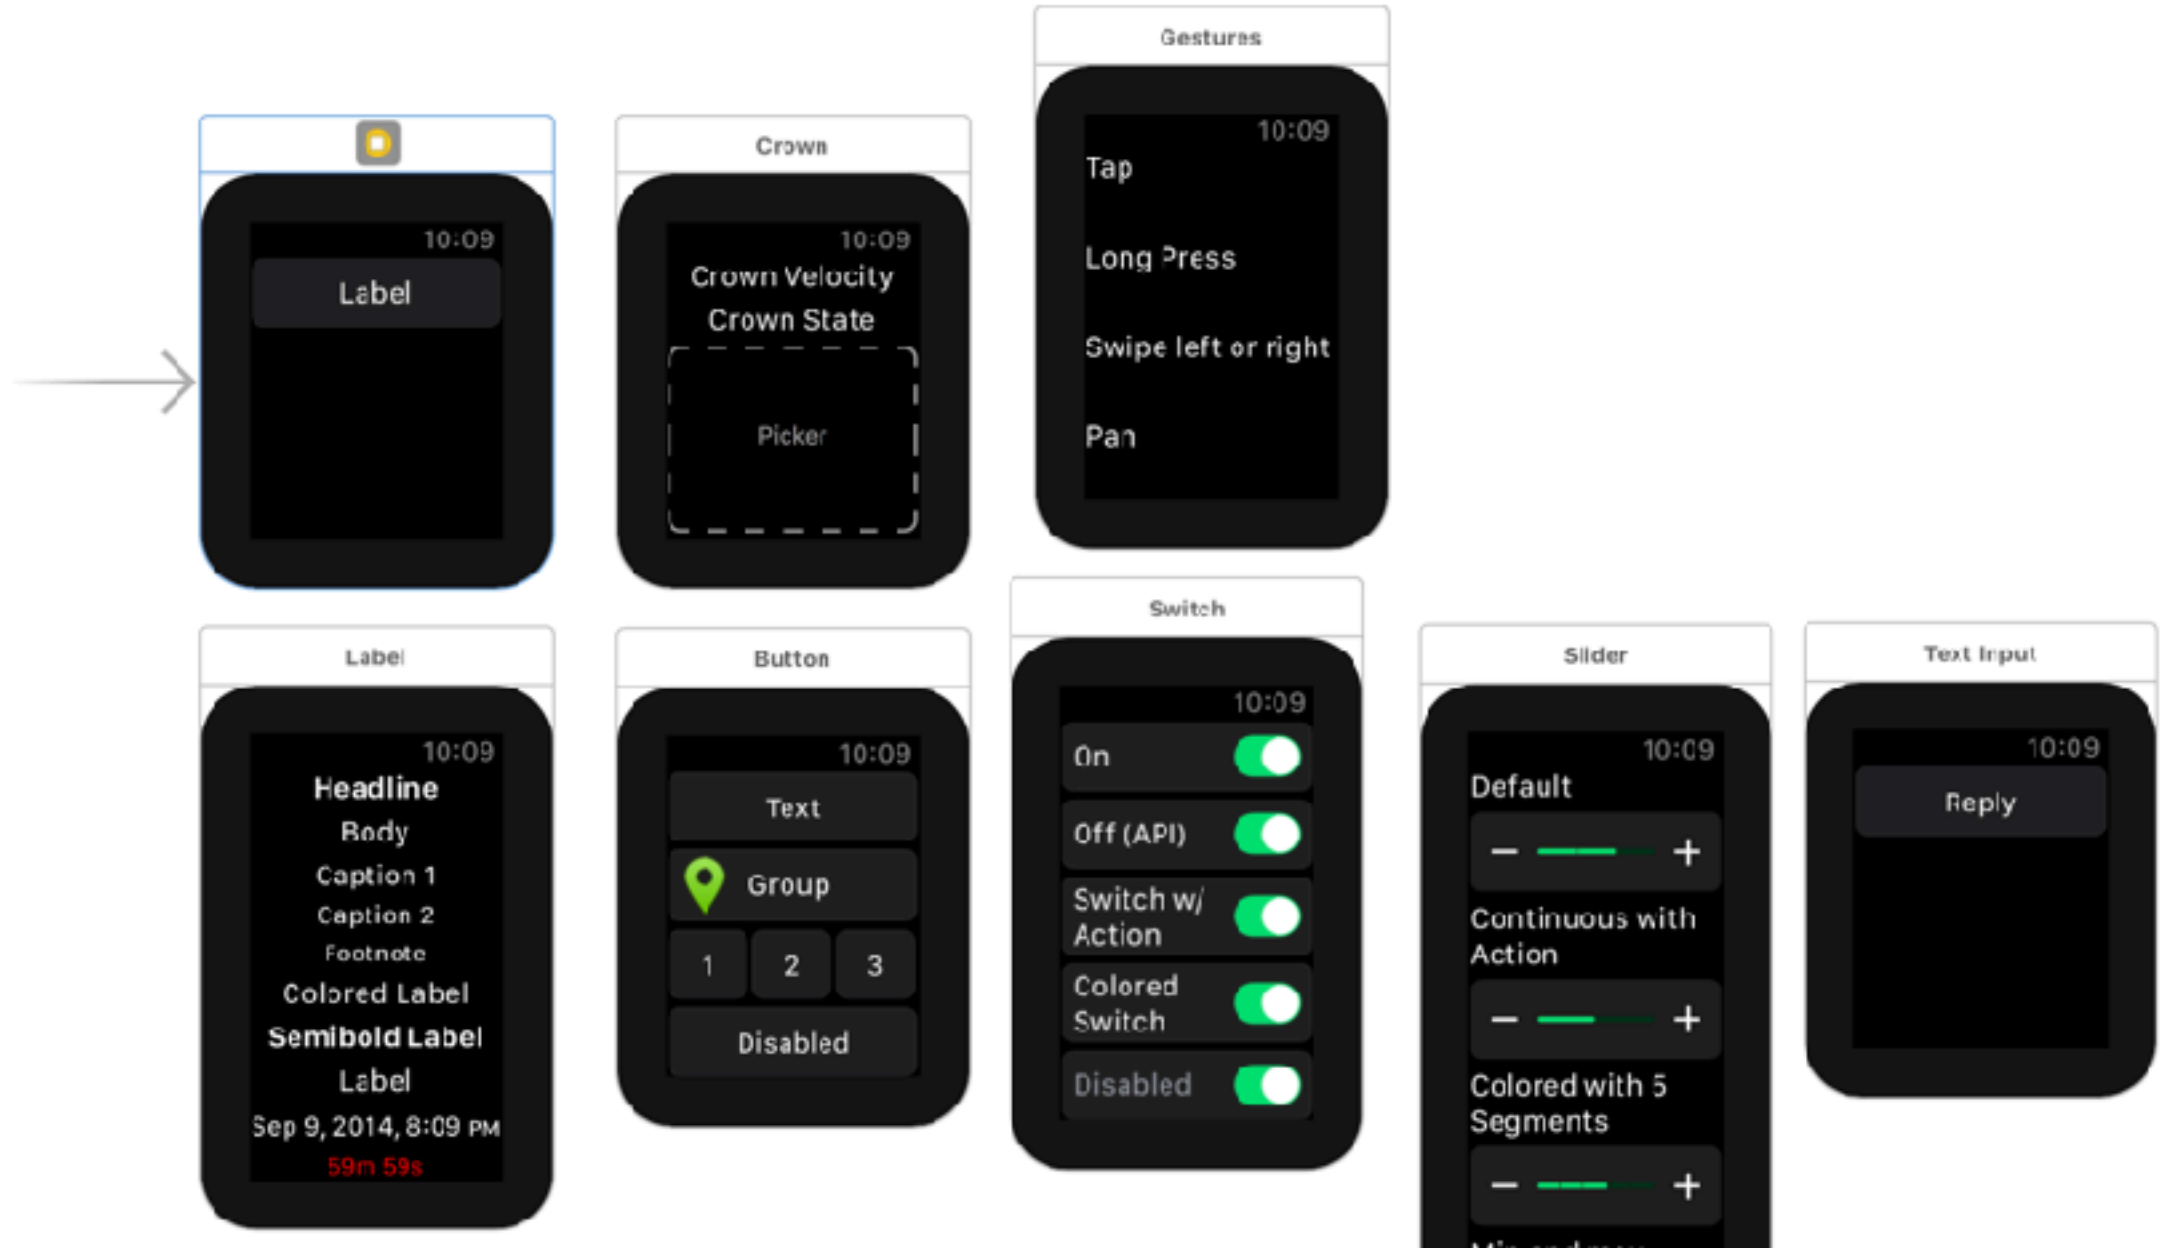 Gestures
10:09
Tap
Long Press
Swipe left or right
Pan
10:09
Label
Crown
10:09
Crown Velocity
Crown State
Picker
Label
10:09
Headline
Body
Caption 1
Caption 2
Footnote
Colored Label
Semibold Label
Label
Sep 9, 2014, 8:09 PM
59m 59s
Button
10:09
Text
Group
1 2 3
Disabled
Switch
10:09
On
Off (API)
Switch w/
Action
Colored
Switch
Disabled
Slider
10:09
Default
Continuous with
Action
Colored with 5
Segments
Text Input
10:09
Reply